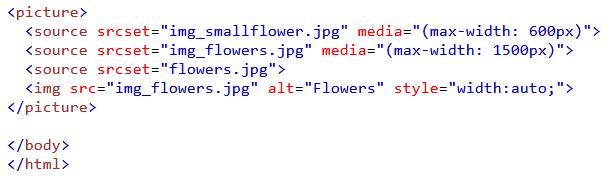 <picture>
<source srcset="img_smallflower.jpg" media="(max-width: 600px)">
<source srcset="img_flowers.jpg" media="(max-width: 1500px)">
<source srcset="flowers.jpg">
<img src="img_flowers.jpg" alt="Flowers" style="width:auto;">
</picture>
</body>
</html>